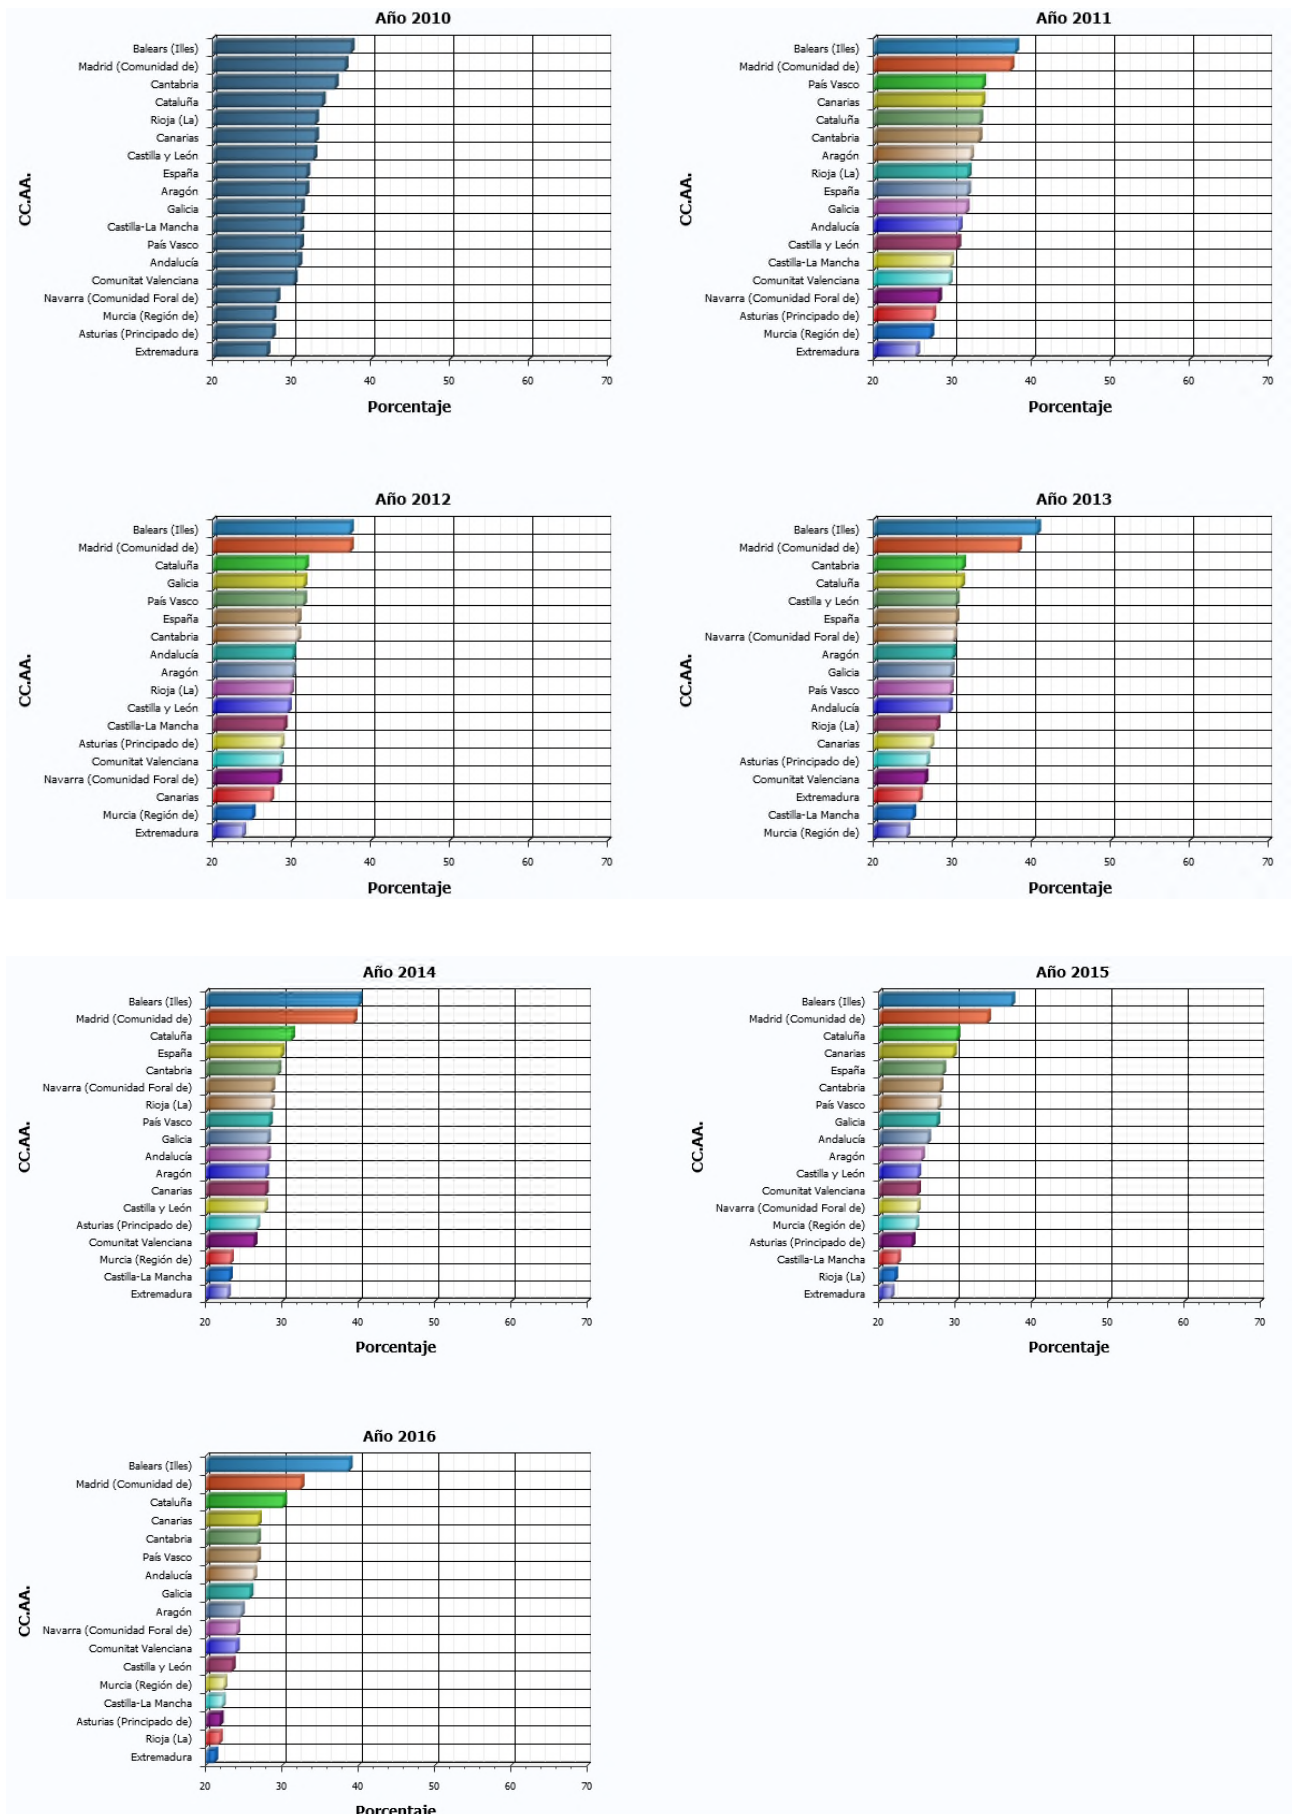 Año 2010
CC.AA.
Balears (Illes)
Madrid (Comunidad de)
Cantabria
Cataluña
Rioja (La)
Canarias
Castilla y León
España
Aragón
Galicia
Castilla-La Mancha
País Vasco
Andalucía
Comunitat Valenciana
Navarra (Comunidad Foral de)
Murcia (Región de)
Asturias (Principado de)
Extremadura
20 30 40 50 60 70
Porcentaje
Año 2011
CC.AA.
Balears (Illes)
Madrid (Comunidad de)
País Vasco
Canarias
Cataluña
Cantabria
Aragón
Rioja (La)
España
Galicia
Andalucía
Castilla y León
Castilla-La Mancha
Comunitat Valenciana
Navarra (Comunidad Foral de)
Asturias (Principado de)
Murcia (Región de)
Extremadura
20 30 40 50 60 70
Porcentaje
Año 2012
CC.AA.
Balears (Illes)
Madrid (Comunidad de)
Cataluña
Galicia
País Vasco
España
Cantabria
Andalucía
Aragón
Rioja (La)
Castilla y León
Castilla-La Mancha
Asturias (Principado de)
Comunitat Valenciana
Navarra (Comunidad Foral de)
Canarias
Murcia (Región de)
Extremadura
20 30 40 50 60 70
Porcentaje
Año 2013
CC.AA.
Balears (Illes)
Madrid (Comunidad de)
Cantabria
Cataluña
Castilla y León
España
Navarra (Comunidad Foral de)
Aragón
Galicia
País Vasco
Andalucía
Rioja (La)
Canarias
Asturias (Principado de)
Comunitat Valenciana
Extremadura
Castilla-La Mancha
Murcia (Región de)
20 30 40 50 60 70
Porcentaje
Año 2014
CC.AA.
Balears (Illes)
Madrid (Comunidad de)
Cataluña
España
Cantabria
Navarra (Comunidad Foral de)
Rioja (La)
País Vasco
Galicia
Andalucía
Aragón
Canarias
Castilla y León
Asturias (Principado de)
Comunitat Valenciana
Murcia (Región de)
Castilla-La Mancha
Extremadura
20 30 40 50 60 70
Porcentaje
Año 2015
CC.AA.
Balears (Illes)
Madrid (Comunidad de)
Cataluña
Canarias
España
Cantabria
País Vasco
Galicia
Andalucía
Aragón
Castilla y León
Comunitat Valenciana
Navarra (Comunidad Foral de)
Murcia (Región de)
Asturias (Principado de)
Castilla-La Mancha
Rioja (La)
Extremadura
20 30 40 50 60 70
Porcentaje
Año 2016
CC.AA.
Balears (Illes)
Madrid (Comunidad de)
Cataluña
Canarias
Cantabria
País Vasco
Andalucía
Galicia
Aragón
Navarra (Comunidad Foral de)
Comunitat Valenciana
Castilla y León
Murcia (Región de)
Castilla-La Mancha
Asturias (Principado de)
Rioja (La)
Extremadura
20 30 40 50 60 70
Porcentaje